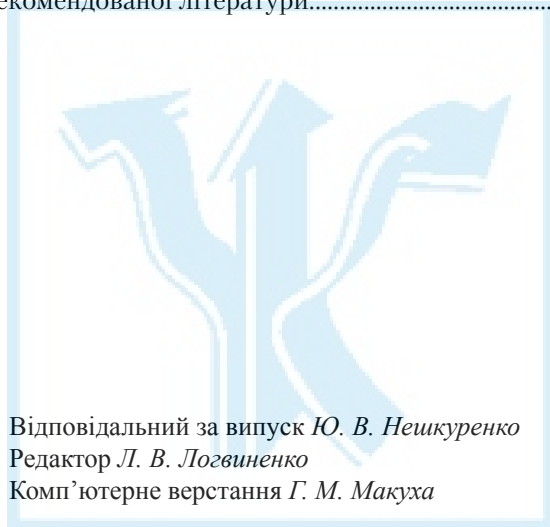 екомендованої літератури.....................................
Відповідальний за випуск Ю. В. Нешкуренко
Редактор Л. В. Логвиненко
Комп’ютерне верстання Г. М. Макуха